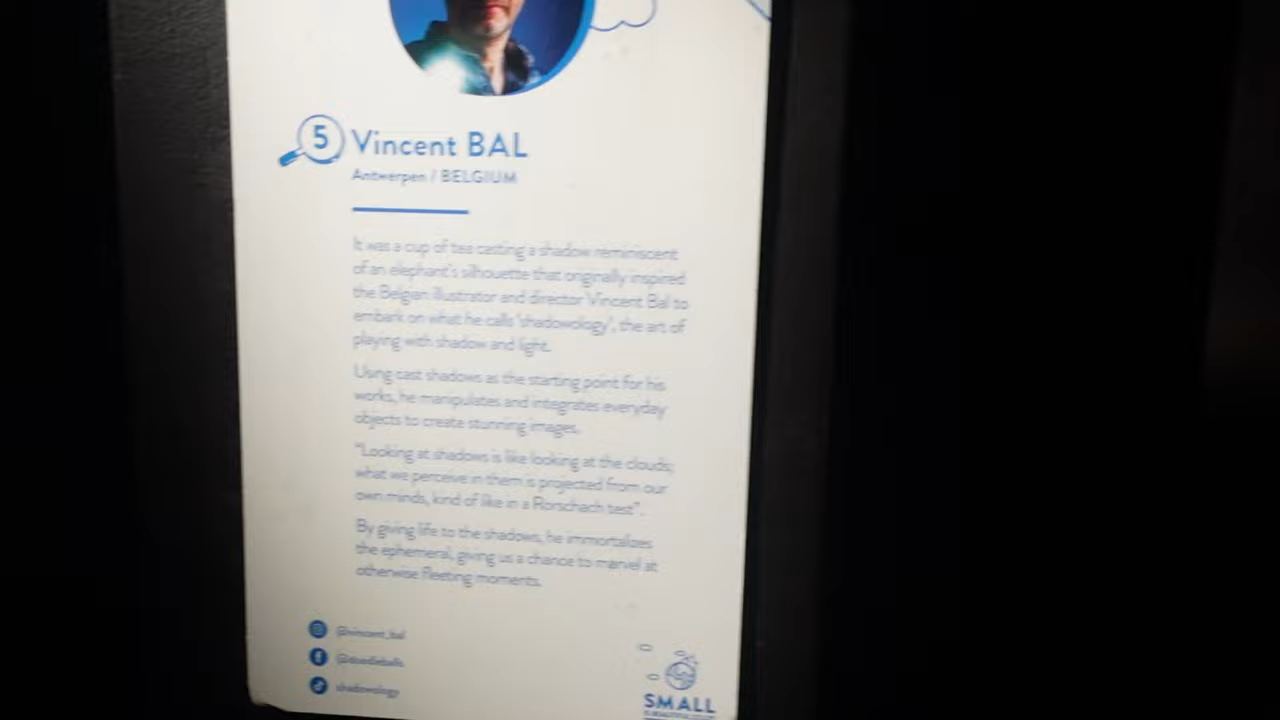 5
Vincent BAL
Antwerpen / BELGIUM
It was a cup of tea casting a shadow reminiscent
of an elephant's silhouette that originally inspired
the Belgian illustrator and director Vincent Bal to
embark on what he calls 'shadowology', the art of
playing with shadow and light.
Using cast shadows as the starting point for his
works, he manipulates and integrates everyday
objects to create stunning images.
"Looking at shadows is like looking at the clouds;
what we perceive in them is projected from our
own minds, kind of like in a Rorschach test".
By giving life to the shadows, he immortalises
the ephemeral, giving us a chance to marvel at
otherwise fleeting moments.
@vincent_bal
@doodleballs
shadowology
SMALL